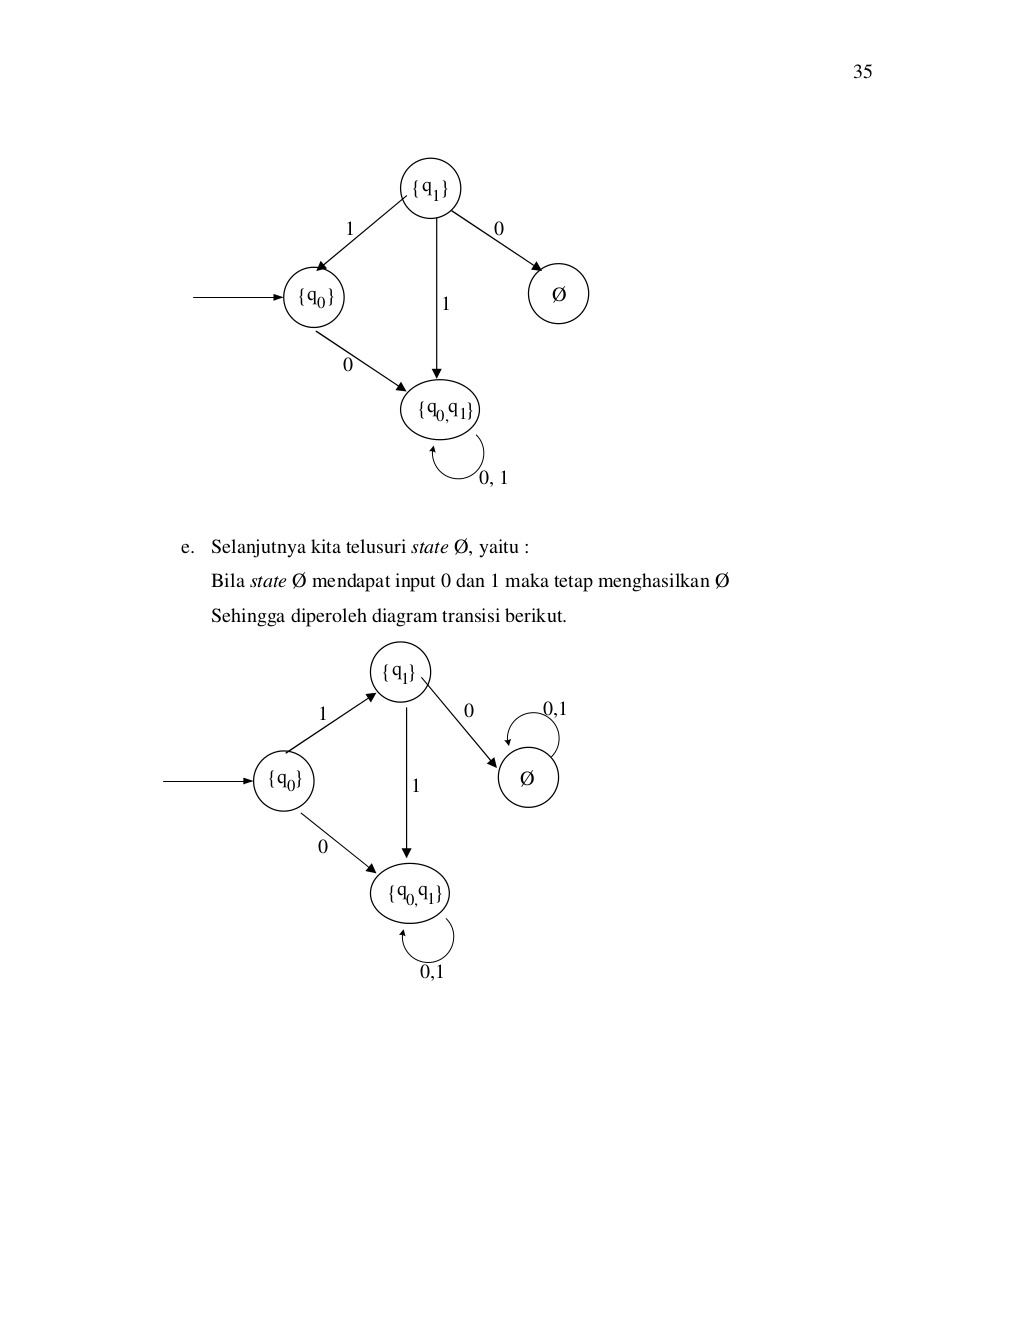 35
{q1}
1
0
{q0}
1
Ø
0
{q0,q1}
0, 1
e. Selanjutnya kita telusuri state Ø, yaitu :
Bila state Ø mendapat input 0 dan 1 maka tetap menghasilkan Ø
Sehingga diperoleh diagram transisi berikut.
{q1}
1
0
0,1
{q0}
1
Ø
0
{q0,q1}
0,1